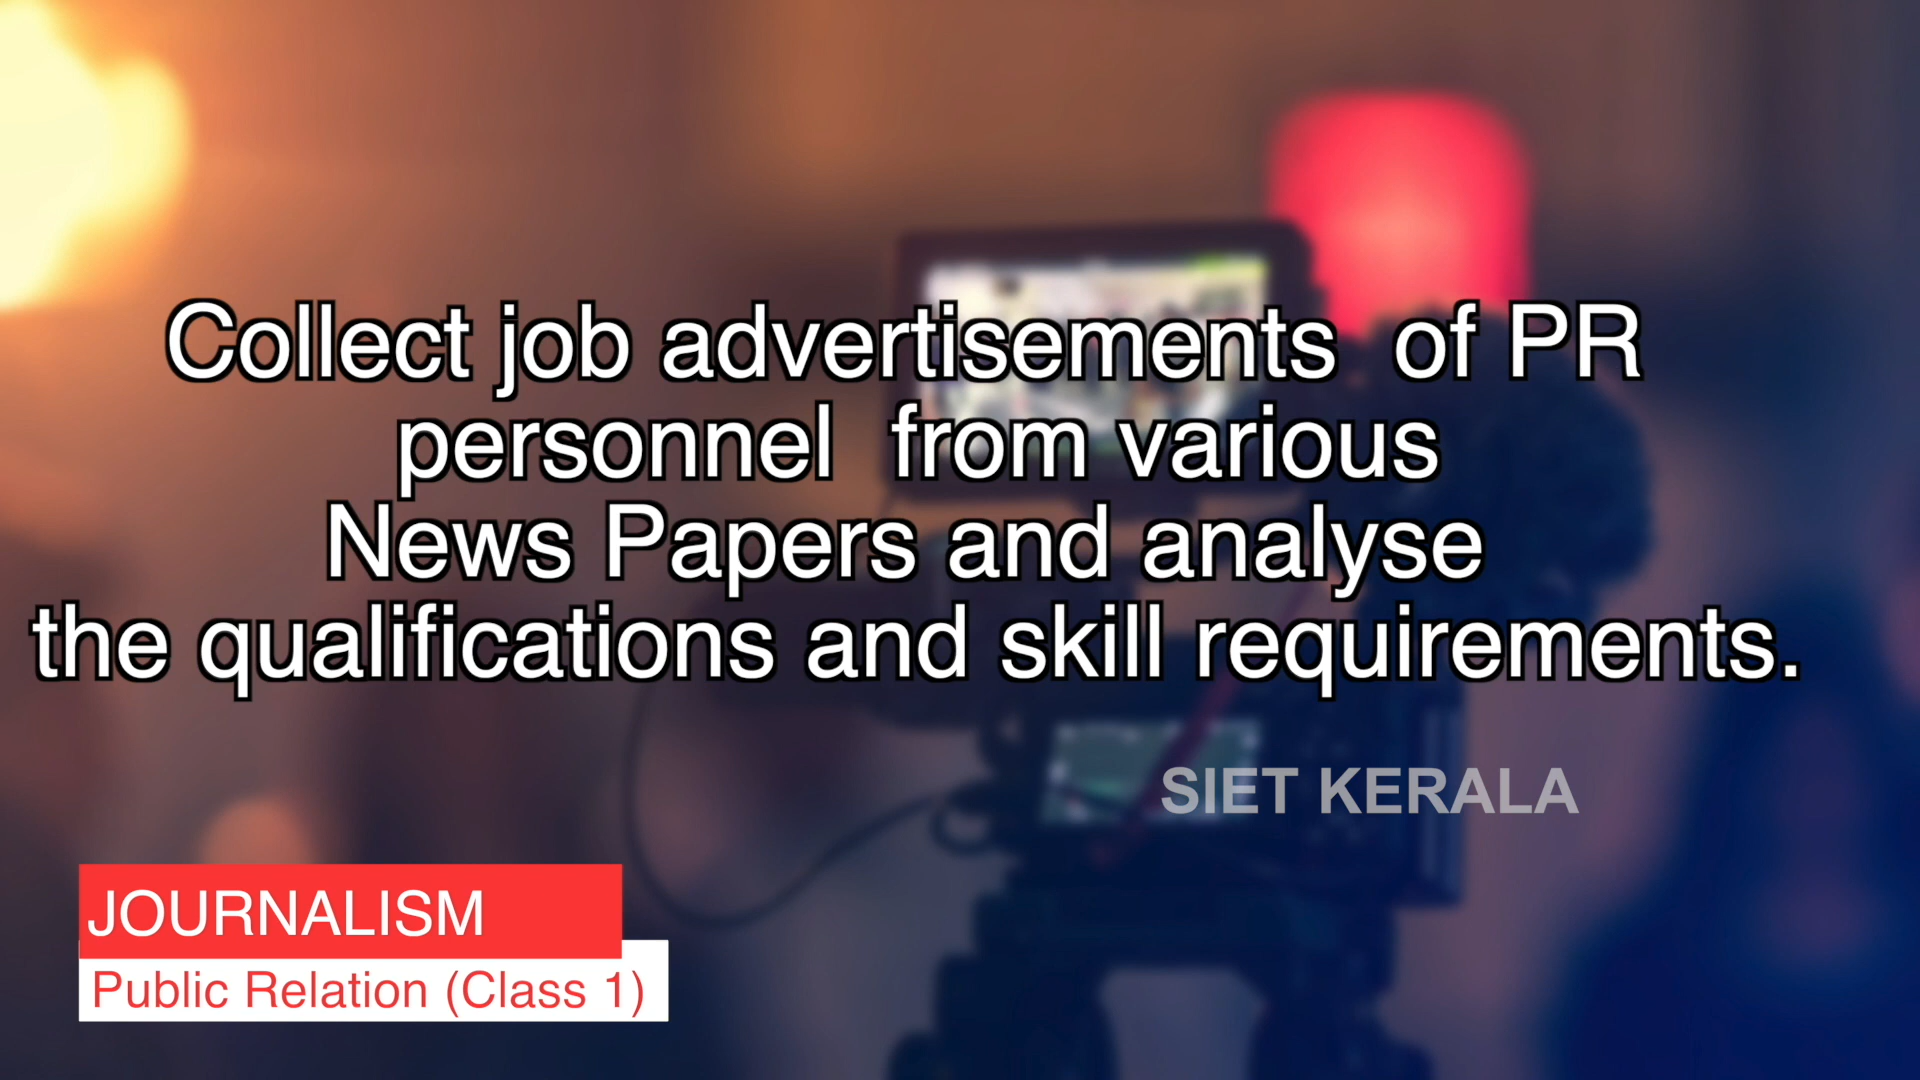 Collect job advertisements of PR
personnel from various
News Papers and analyse
the qualifications and skill requirements.
SIET KERALA
JOURNALISM
Public Relation (Class 1)